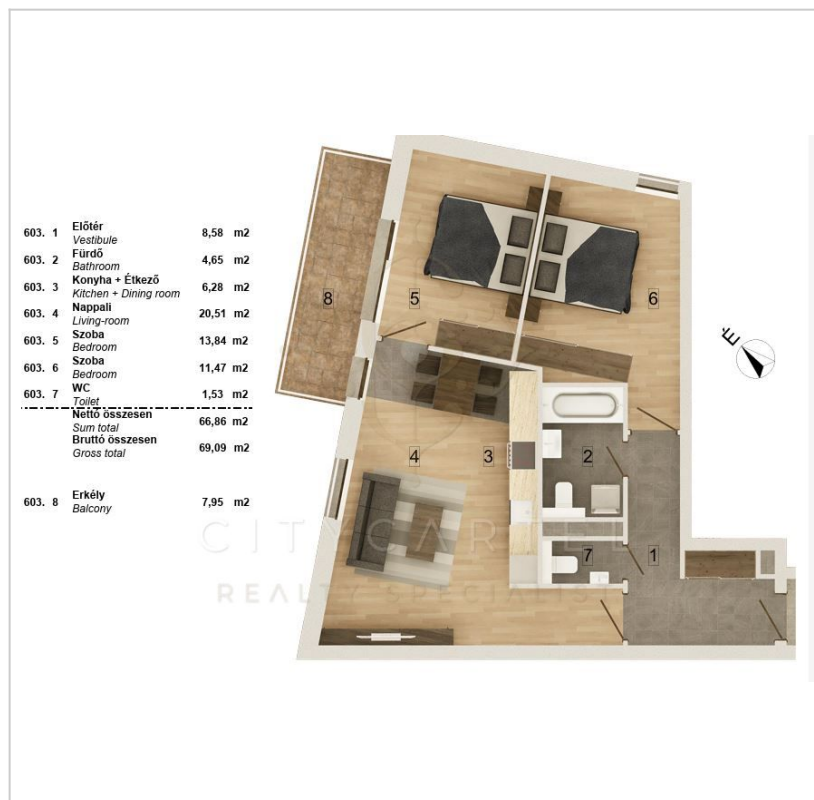 603. 1 Előtér 8,58 m2
Vestibule
603. 2 Fürdő 4,65 m2
Bathroom
603. 3 Konyha + Étkező 6,28 m2
Kitchen + Dining room
603. 4 Nappali 20,51 m2
Living-room
603. 5 Szoba 13,84 m2
Bedroom
603. 6 Szoba 11,47 m2
Bedroom
603. 7 WC 1,53 m2
Toilet
Nettó összesen 66,86 m2
Sum total
Bruttó összesen 69,09 m2
Gross total
603. 8 Erkély 7,95 m2
Balcony
8
5
6
É
4
3
2
7
1
CITYCARTEL
REALTY SPECIALIST